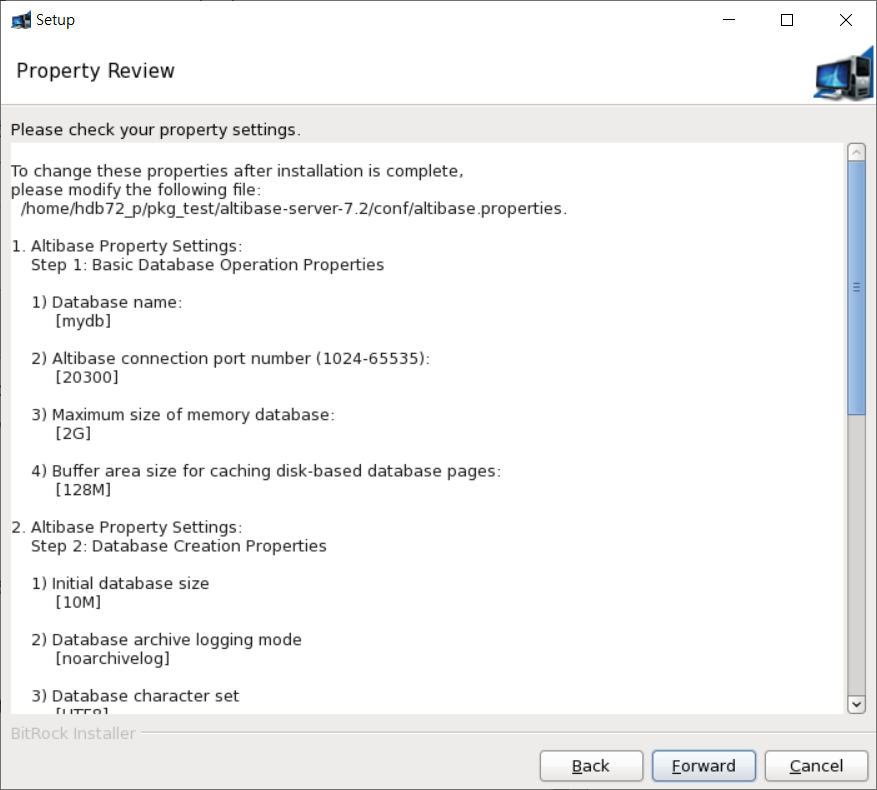 Setup
Property Review
Please check your property settings.
To change these properties after installation is complete,
please modify the following file:
/home/hdb72_p/pkg_test/altibase-server-7.2/conf/altibase.properties.
1. Altibase Property Settings:
Step 1: Basic Database Operation Properties
1) Database name:
[mydb]
2) Altibase connection port number (1024-65535):
[20300]
3) Maximum size of memory database:
[2G]
4) Buffer area size for caching disk-based database pages:
[128M]
2. Altibase Property Settings:
Step 2: Database Creation Properties
1) Initial database size
[10M]
2) Database archive logging mode
[noarchivelog]
3) Database character set
[UTF8]
BitRock Installer
Back
Forward
Cancel